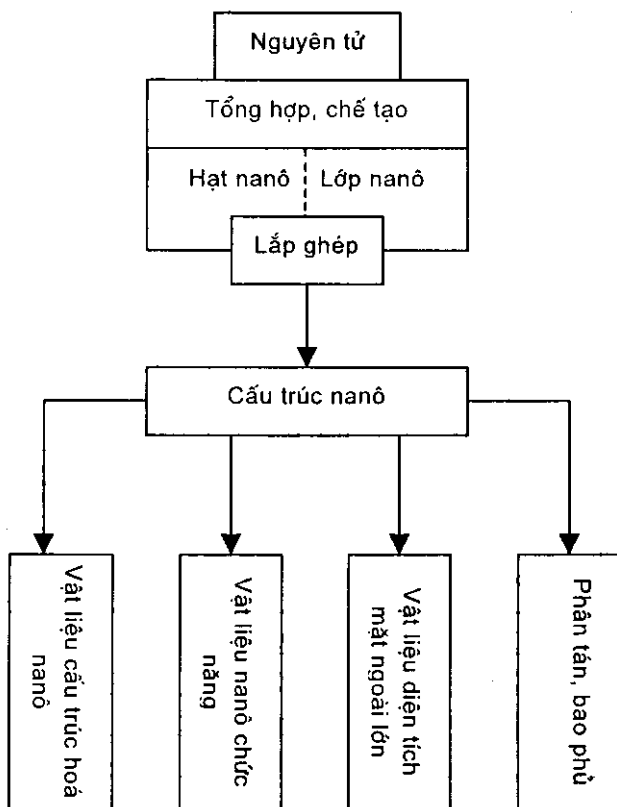 Nguyên tử
Tổng hợp, chế tạo
Hạt nanô
Lớp nanô
Lắp ghép
Cấu trúc nanô
Vật liệu cấu trúc hoá
nanô
Vật liệu nanô chức
năng
Vật liệu diện tích
mặt ngoài lớn
Phân tán, bao phủ